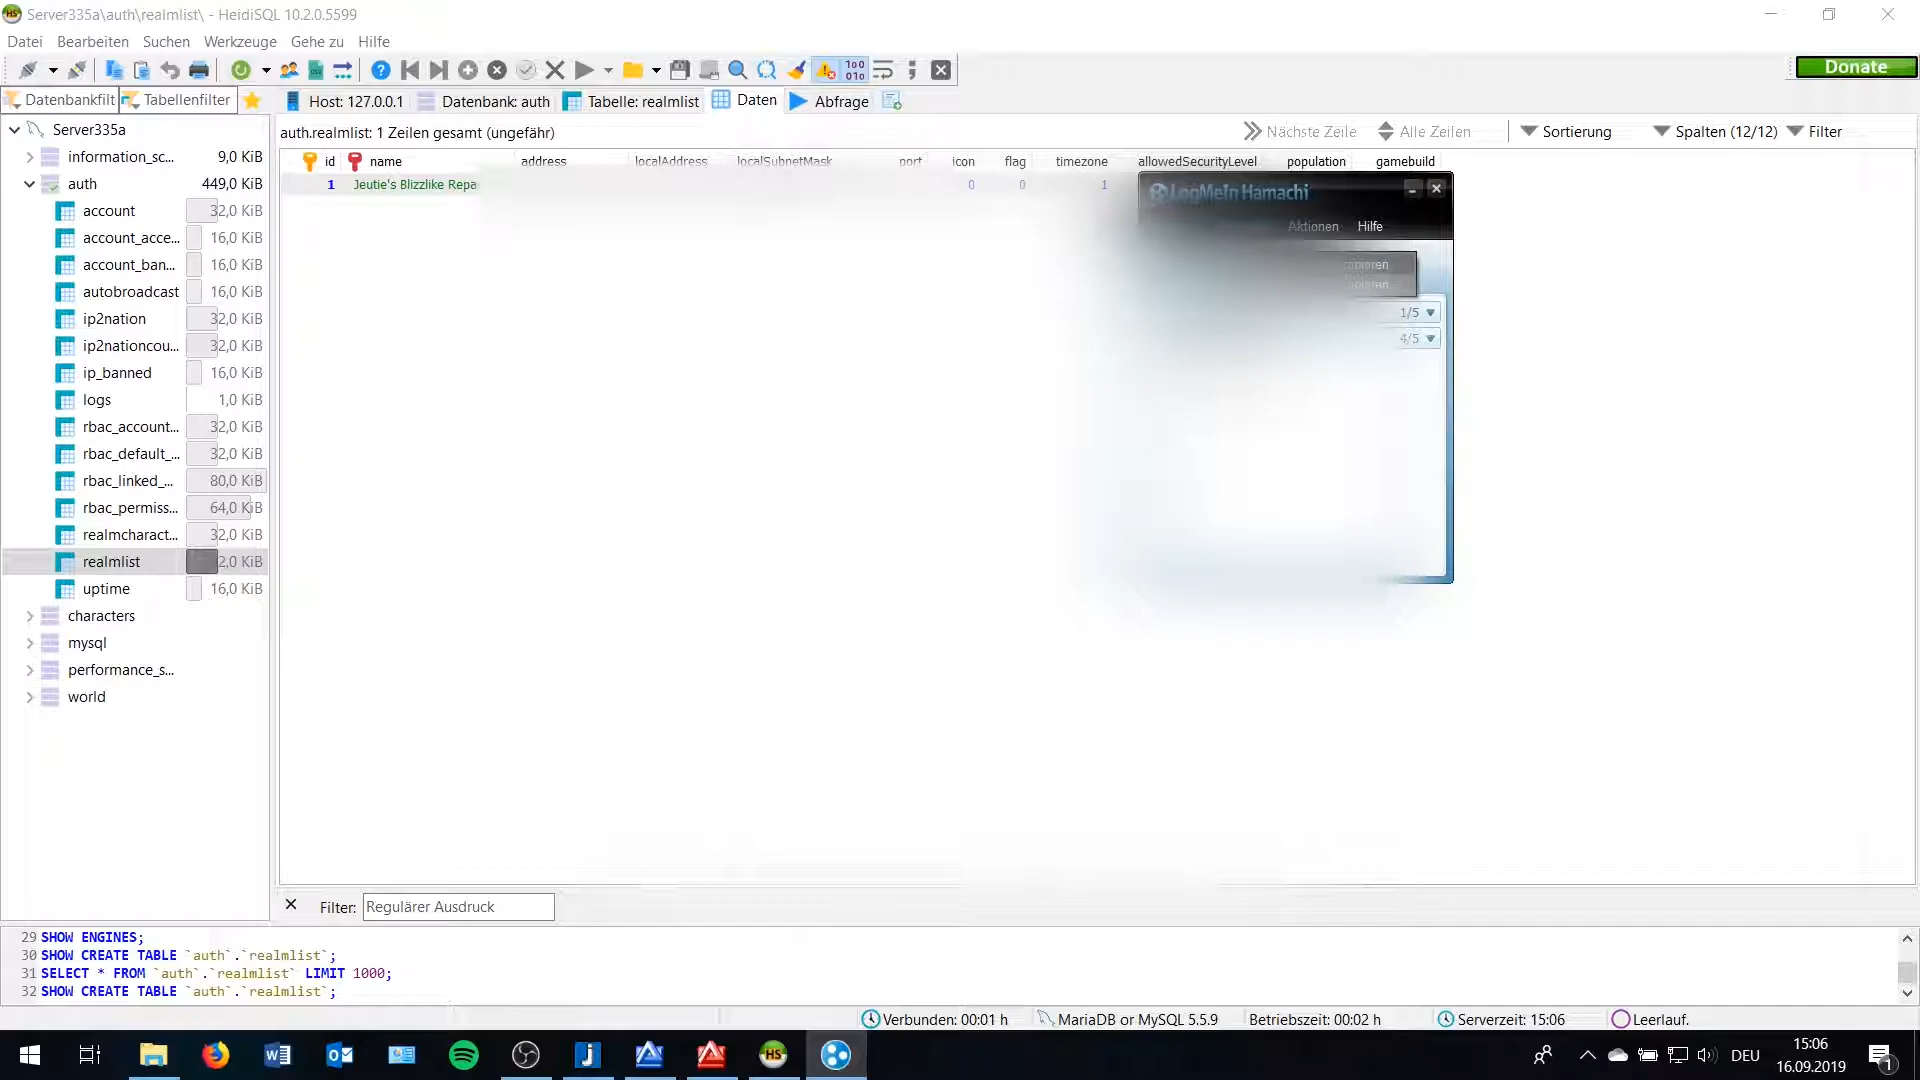 Server335a\auth\realmlist\ - HeidiSQL 10.2.0.5599
Datei Bearbeiten Suchen Werkzeuge Gehe zu Hilfe
Donate
Datenbankfilt Tabellenfilter
Host: 127.0.0.1 Datenbank: auth Tabelle: realmlist Daten Abfrage
Server335a
auth.realmlist: 1 Zeilen gesamt (ungefähr)
Nächste Zeile Alle Zeilen Sortierung Spalten (12/12) Filter
information_sc... 9,0 KiB
id name address localAddress localSubnetMask port icon flag timezone allowedSecurityLevel population gamebuild
auth 449,0 KiB
1 Jeutie's Blizzlike Repa 0 0 1
LogMeIn Hamachi
Aktionen Hilfe
1/5
4/5
account 32,0 KiB
account_acce... 16,0 KiB
account_ban... 16,0 KiB
autobroadcast 16,0 KiB
ip2nation 32,0 KiB
ip2nationcou... 32,0 KiB
ip_banned 16,0 KiB
logs 1,0 KiB
rbac_account... 32,0 KiB
rbac_default_... 32,0 KiB
rbac_linked_... 80,0 KiB
rbac_permiss... 64,0 KiB
realmcharact... 32,0 KiB
realmlist 2,0 KiB
uptime 16,0 KiB
characters
mysql
performance_s...
world
Filter: Regulärer Ausdruck
29 SHOW ENGINES;
30 SHOW CREATE TABLE `auth`.`realmlist`;
31 SELECT * FROM `auth`.`realmlist` LIMIT 1000;
32 SHOW CREATE TABLE `auth`.`realmlist`;
Verbunden: 00:01 h MariaDB or MySQL 5.5.9 Betriebszeit: 00:02 h Serverzeit: 15:06 Leerlauf.
DEU
15:06
16.09.2019
1